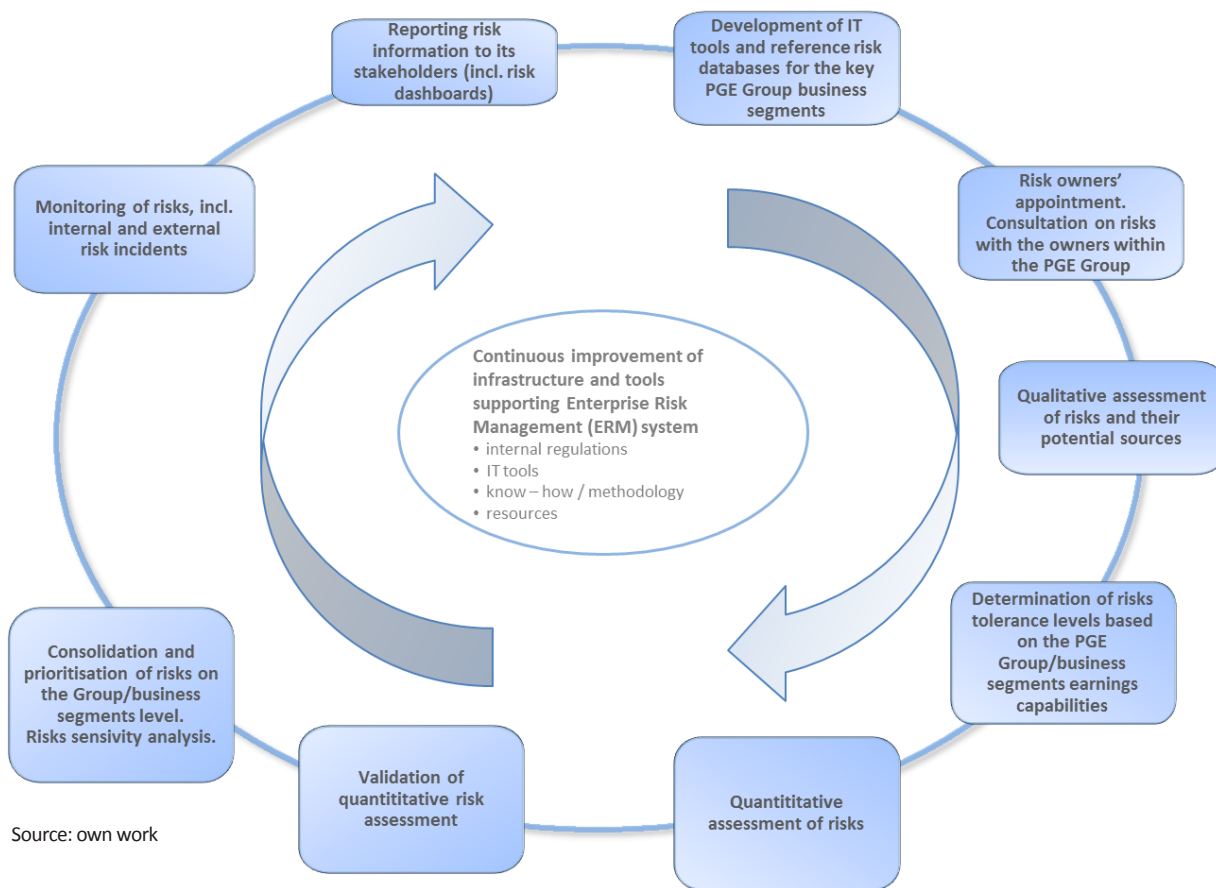 Reporting risk
information to its
stakeholders (incl. risk
dashboards)
Development of IT
tools and reference risk
databases for the key
PGE Group business
segments
Risk owners’
appointment.
Consultation on risks
with the owners within
the PGE Group
Qualitative assessment
of risks and their
potential sources
Determination of risks
tolerance levels based
on the PGE
Group/business
segments earnings
capabilities
Quantititative
assessment of risks
Validation of
quantititative risk
assessment
Consolidation and
prioritisation of risks on
the Group/business
segments level.
Risks sensivity analysis.
Monitoring of risks, incl.
internal and external
risk incidents
Continuous improvement of
infrastructure and tools
supporting Enterprise Risk
Management (ERM) system
• internal regulations
• IT tools
• know – how / methodology
• resources
Source: own work